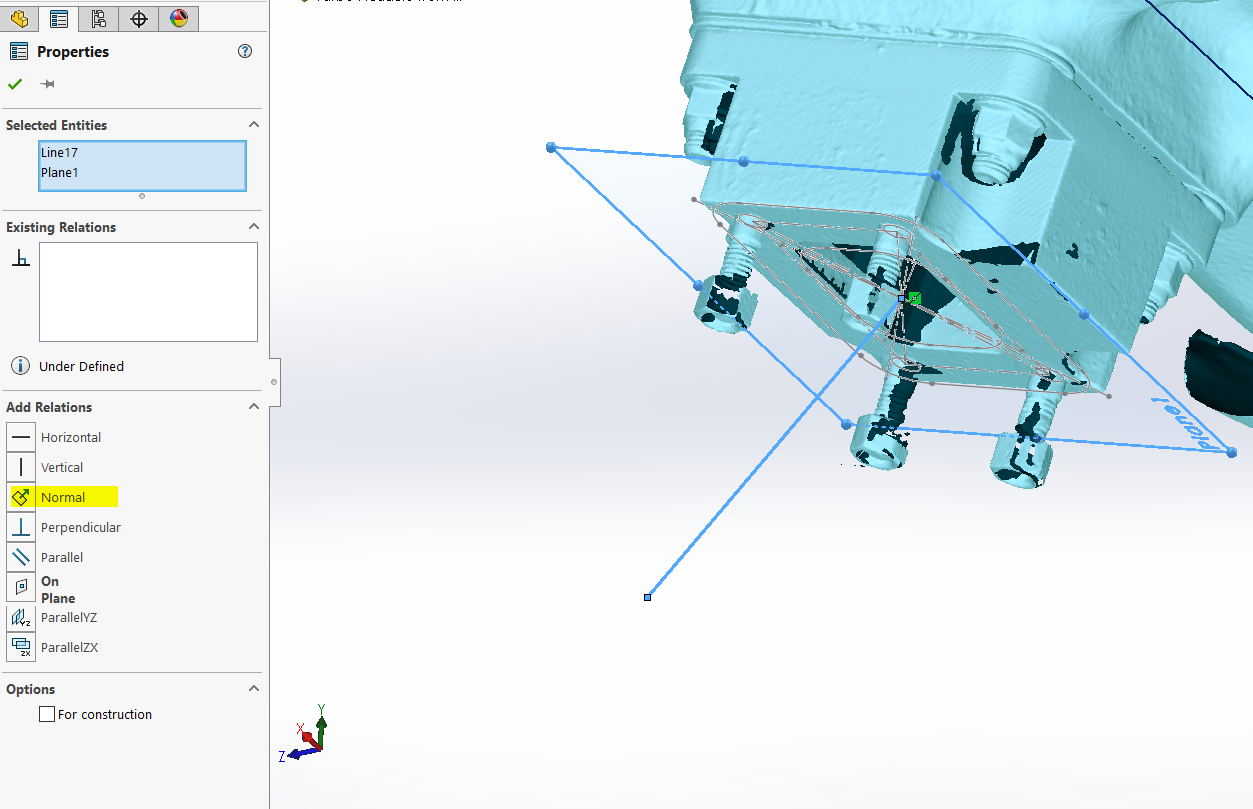 Properties
Selected Entities
Line17
Plane1
Existing Relations
Under Defined
Add Relations
Horizontal
Vertical
Normal
Perpendicular
Parallel
On
Plane
ParallelYZ
ParallelZX
Options
For construction
Plane1
Y
X
Z